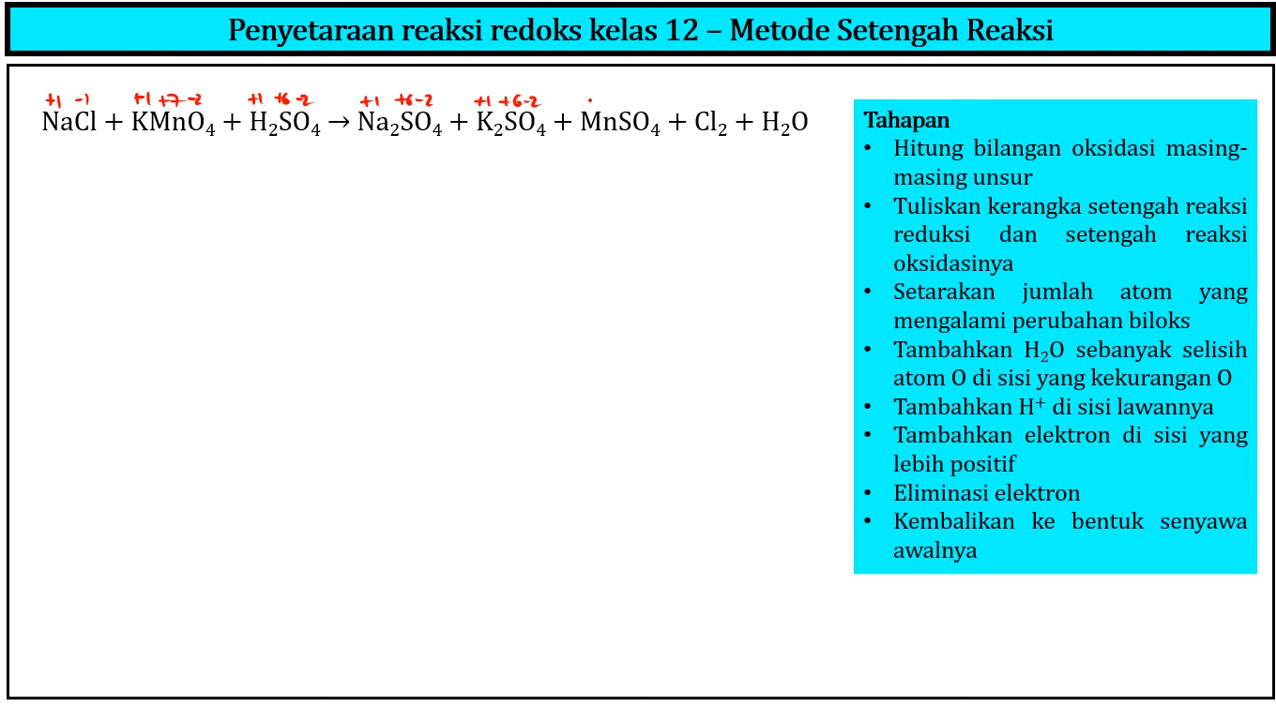 Penyetaraan reaksi redoks kelas 12 – Metode Setengah Reaksi
+1 -1 +1 +7 -2 +1 +6 -2 +1 +6 -2 +1 +6 -2
NaCl + KMnO₄ + H₂SO₄ → Na₂SO₄ + K₂SO₄ + MnSO₄ + Cl₂ + H₂O
Tahapan
• Hitung bilangan oksidasi masing-
masing unsur
• Tuliskan kerangka setengah reaksi
reduksi dan setengah reaksi
oksidasinya
• Setarakan jumlah atom yang
mengalami perubahan biloks
• Tambahkan H₂O sebanyak selisih
atom O di sisi yang kekurangan O
• Tambahkan H⁺ di sisi lawannya
• Tambahkan elektron di sisi yang
lebih positif
• Eliminasi elektron
• Kembalikan ke bentuk senyawa
awalnya